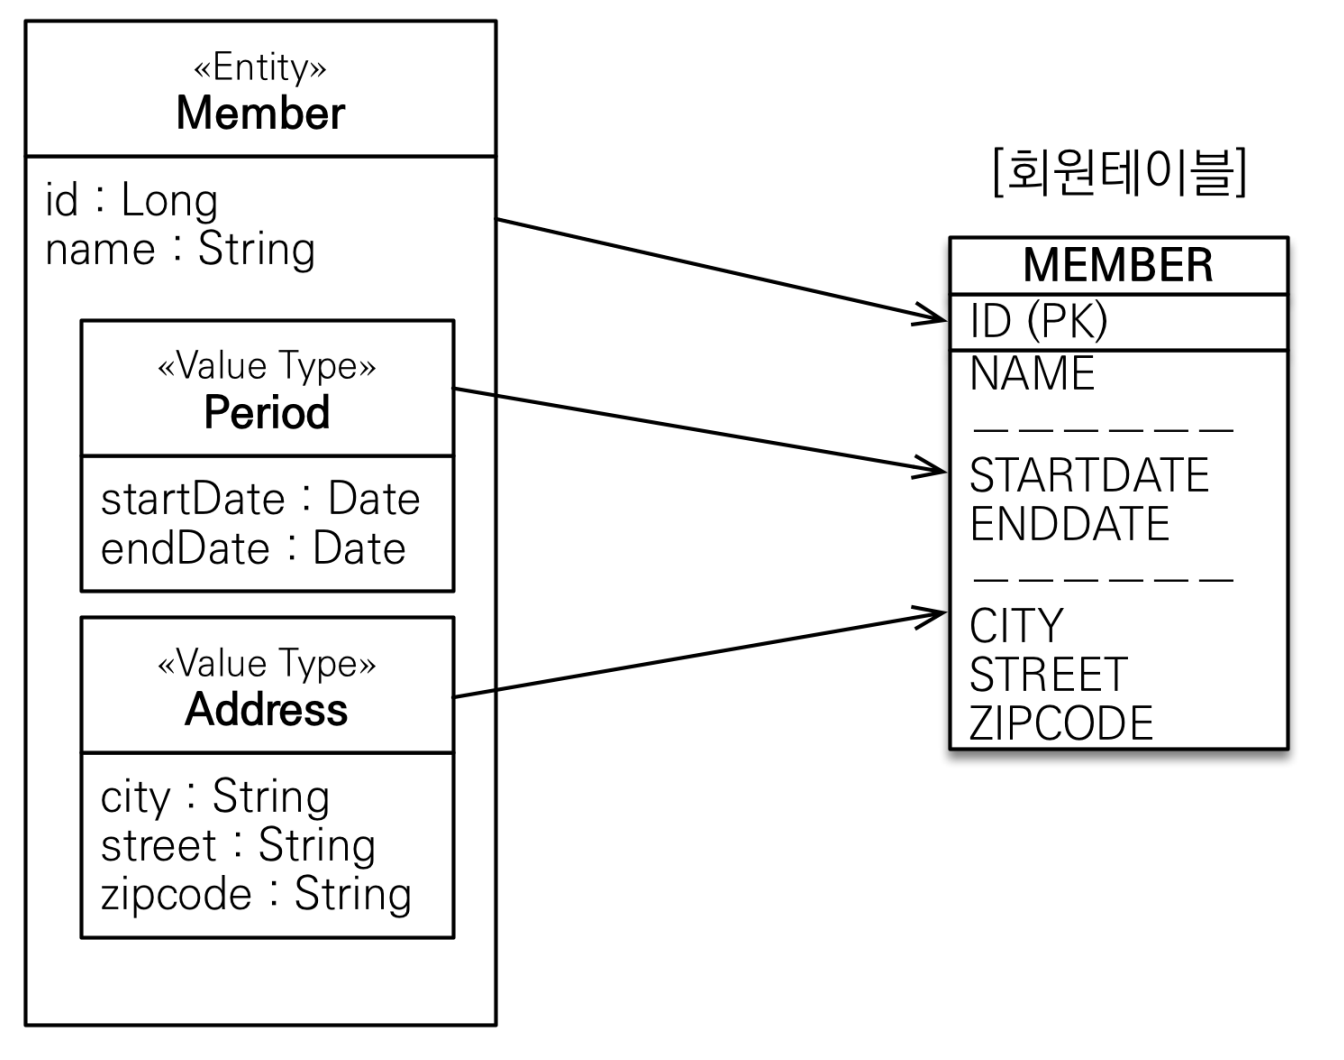 «Entity»
Member
id : Long
name : String
«Value Type»
Period
startDate : Date
endDate : Date
«Value Type»
Address
city : String
street : String
zipcode : String
[회원테이블]
MEMBER
ID (PK)
NAME
STARTDATE
ENDDATE
CITY
STREET
ZIPCODE